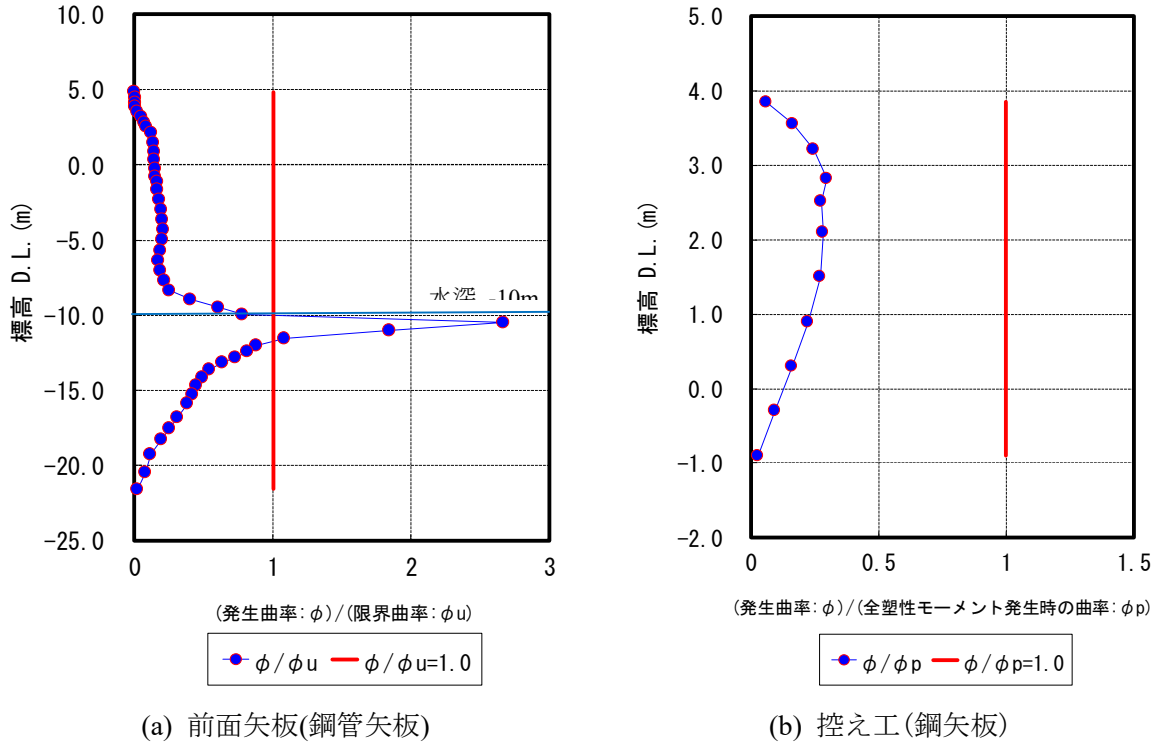 10.0
5.0
0.0
-5.0
-10.0
-15.0
-20.0
-25.0
標高 D.L.(m)
水深 -10m
0
1
2
3
(発生曲率:φ)/(限界曲率:φu)
φ/φu φ/φu=1.0
(a) 前面矢板(鋼管矢板)
5.0
4.0
3.0
2.0
1.0
0.0
-1.0
-2.0
標高 D.L.(m)
0
0.5
1
1.5
(発生曲率:φ)/(全塑性モーメント発生時の曲率:φp)
φ/φp φ/φp=1.0
(b) 控え工(鋼矢板)